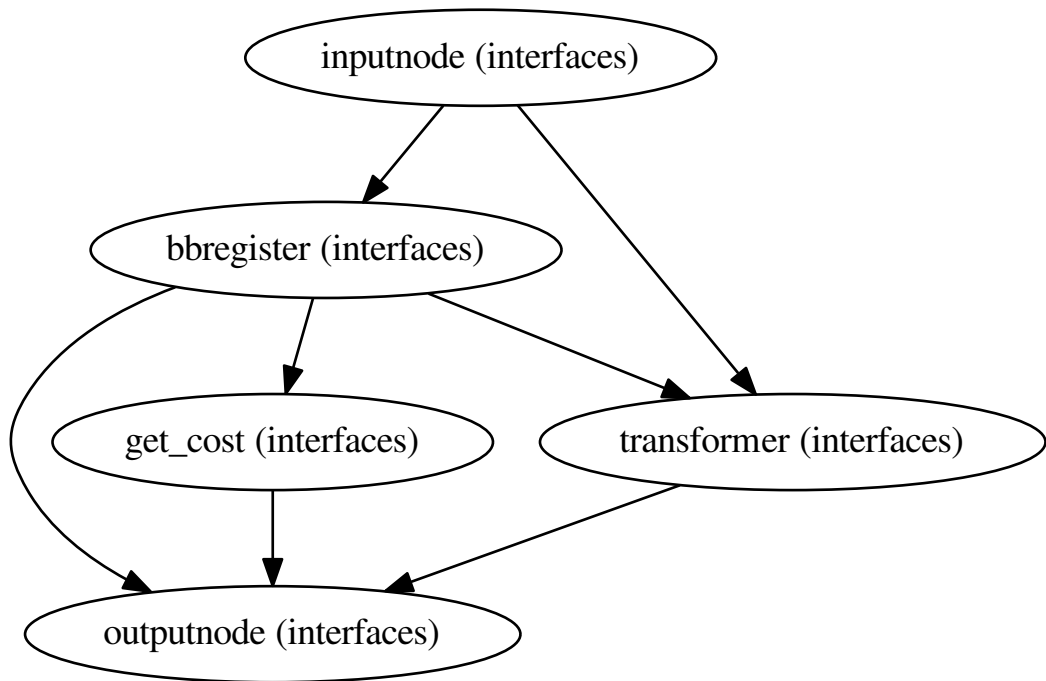 inputnode (interfaces)
bbregister (interfaces)
get_cost (interfaces)
transformer (interfaces)
outputnode (interfaces)